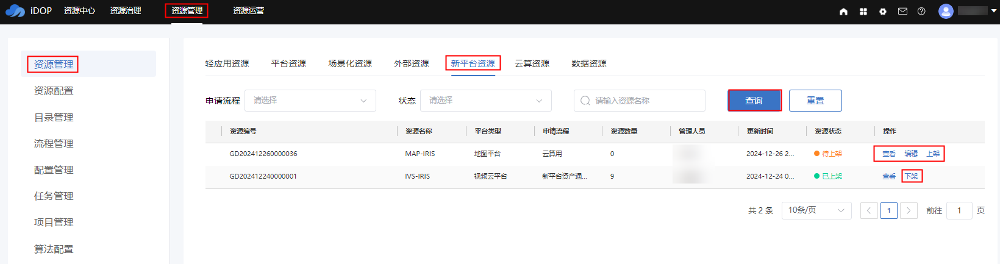 iDOP 资源中心 资源治理 资源管理 资源运营
资源管理
资源配置
目录管理
流程管理
配置管理
任务管理
项目管理
算法配置
轻应用资源 平台资源 场景化资源 外部资源 新平台资源 云算资源 数据资源
申请流程 请选择 状态 请选择 请输入资源名称 查询 重置
资源编号 资源名称 平台类型 申请流程 资源数量 管理人员 更新时间 资源状态 操作
GD202412260000036 MAP-IRIS 地图平台 云算用 0 2024-12-26 2... 待上架 查看 编辑 上架
GD202412240000001 IVS-IRIS 视频云平台 新平台资产通... 9 2024-12-24 0... 已上架 查看 下架
共 2 条 10条/页 1 前往 1 页